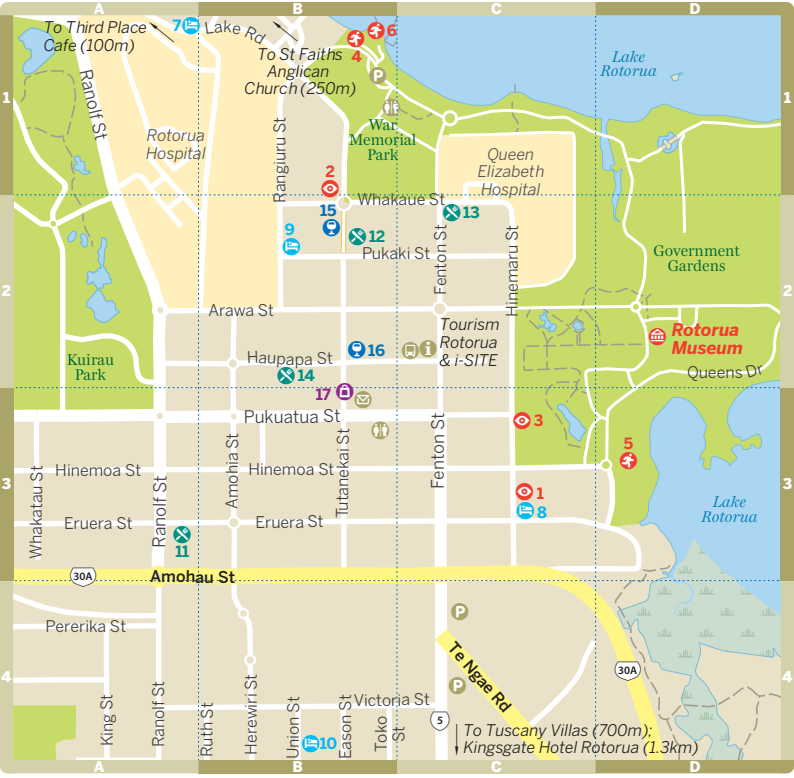 A B C D
To Third Place
Cafe (100m)
7
Lake Rd
To St Faiths
Anglican
Church (250m)
6
4
P
Lake
Rotorua
1
1
Ranolf St
Rotorua
Hospital
Rangiuru St
War
Memorial
Park
Queen
Elizabeth
Hospital
2
Whakaue St
15
13
9
12
Pukaki St
Fenton St
Hinemaru St
Government
Gardens
2
2
Arawa St
Tourism
Rotorua
& i-SITE
Rotorua
Museum
Haupapa St
16
i
Kuirau
Park
14
Queens Dr
17
Pukuatua St
3
Whakatau St
Ranolf St
Amohia St
Tutanekai St
Fenton St
5
Hinemoa St
Hinemoa St
3
3
1
8
Lake
Rotorua
Eruera St
Eruera St
11
30A
Amohau St
P
Pererika St
Te Ngae Rd
30A
4
4
P
King St
Ranolf St
Ruth St
Herewiri St
Union St
Eason St
Toko
St
Victoria St
5
10
To Tuscany Villas (700m);
Kingsgate Hotel Rotorua (1.3km)
A B C D